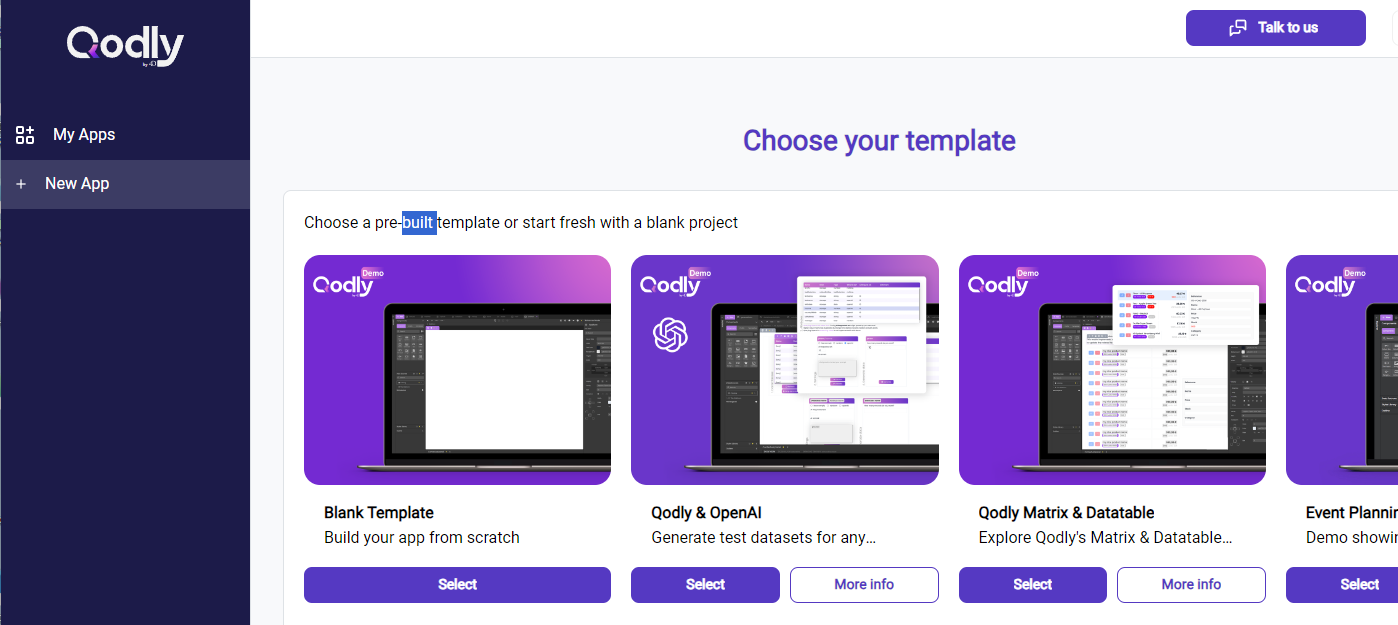 Qodly
by 4D
Talk to us
My Apps
New App
Choose your template
Choose a pre-built template or start fresh with a blank project
Qodly Demo
Qodly Demo
Qodly Demo
Qodly Demo
Blank Template
Build your app from scratch
Select
Qodly & OpenAI
Generate test datasets for any...
Select
More info
Qodly Matrix & Datatable
Explore Qodly's Matrix & Datatable...
Select
More info
Event Plannin
Demo showin
Select